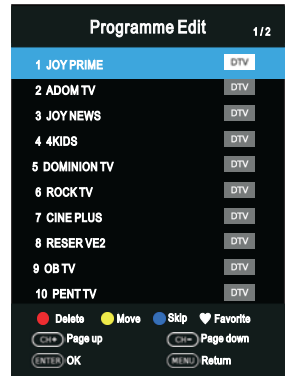 Programme Edit 1/2
1 JOY PRIME DTV
2 ADOM TV DTV
3 JOY NEWS DTV
4 4KIDS DTV
5 DOMINION TV DTV
6 ROCK TV DTV
7 CINE PLUS DTV
8 RESER VE2 DTV
9 OB TV DTV
10 PENT TV DTV
Delete Move Skip Favorite
CH+ Page up CH- Page down
ENTER OK MENU Return